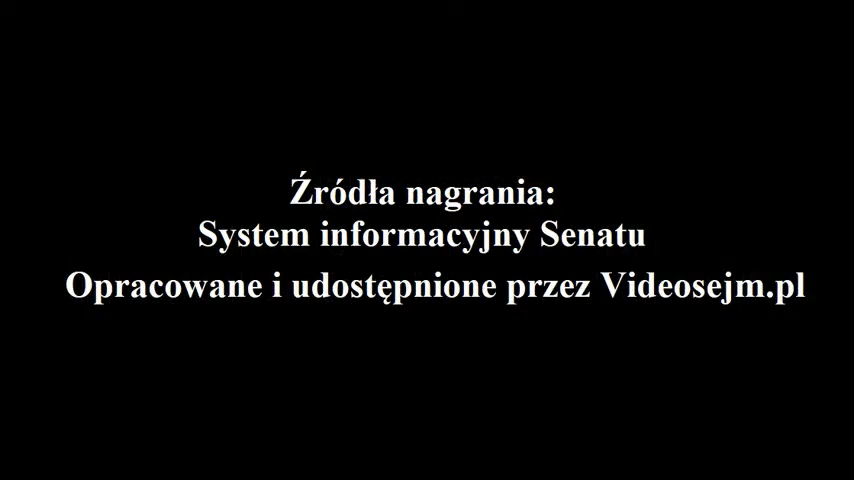 Źródła nagrania:
System informacyjny Senatu
Opracowane i udostępnione przez Videosejm.pl